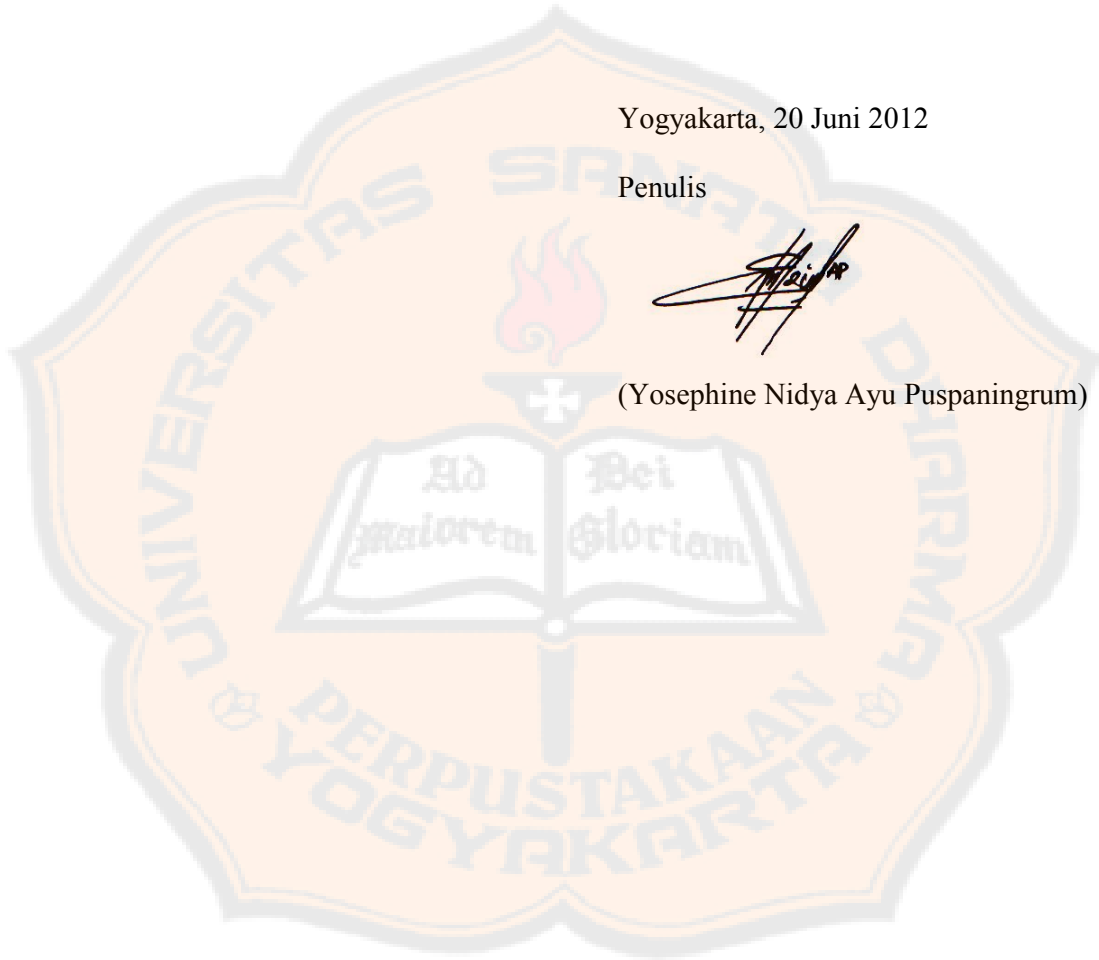 Yogyakarta, 20 Juni 2012
Penulis
(Yosephine Nidya Ayu Puspaningrum)
UNIVERSITAS SANATA DHARMA
Ad Dei
Maiorem Gloriam
PERPUSTAKAAN
YOGYAKARTA